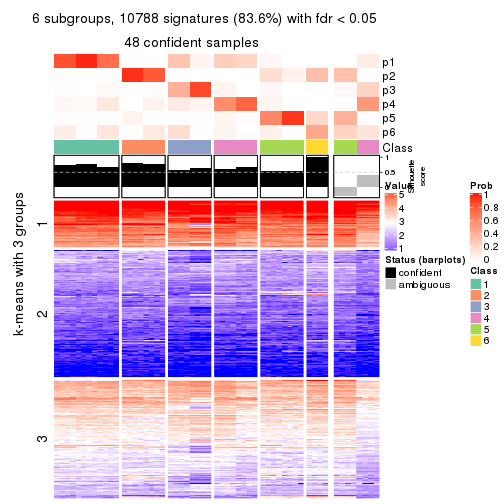 6 subgroups, 10788 signatures (83.6%) with fdr < 0.05
48 confident samples
p1
p2
p3
p4
p5
p6
Class
1
0.5
0
Silhouette
score
k-means with 3 groups
1
2
3
Value
5
4
3
2
1
Status (barplots)
confident
ambiguous
Prob
1
0.8
0.6
0.4
0.2
0
Class
1
2
3
4
5
6